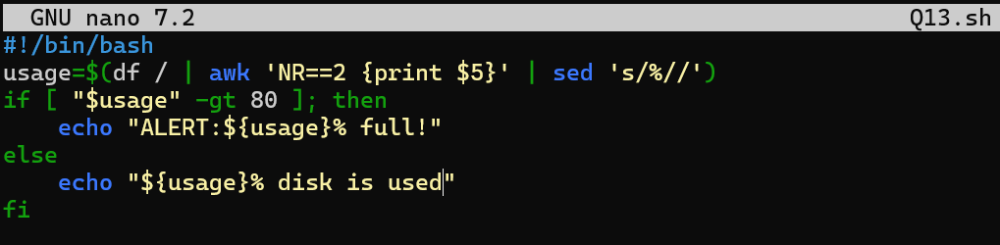 GNU nano 7.2 Q13.sh
#!/bin/bash
usage=$(df / | awk 'NR==2 {print $5}' | sed 's/%//')
if [ "$usage" -gt 80 ]; then
    echo "ALERT:${usage}% full!"
else
    echo "${usage}% disk is used"
fi